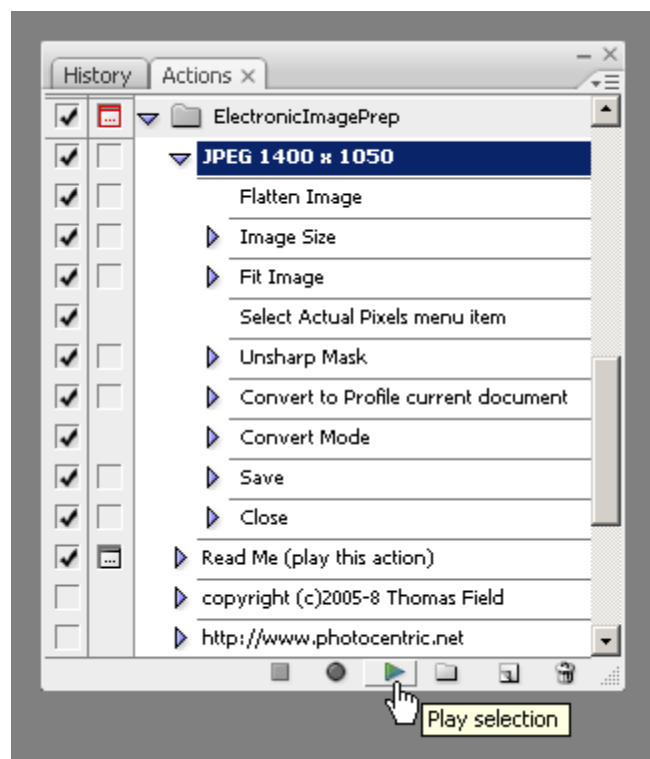 History
Actions
ElectronicImagePrep
JPEG 1400 x 1050
Flatten Image
Image Size
Fit Image
Select Actual Pixels menu item
Unsharp Mask
Convert to Profile current document
Convert Mode
Save
Close
Read Me (play this action)
copyright (c)2005-8 Thomas Field
http://www.photocentric.net
Play selection